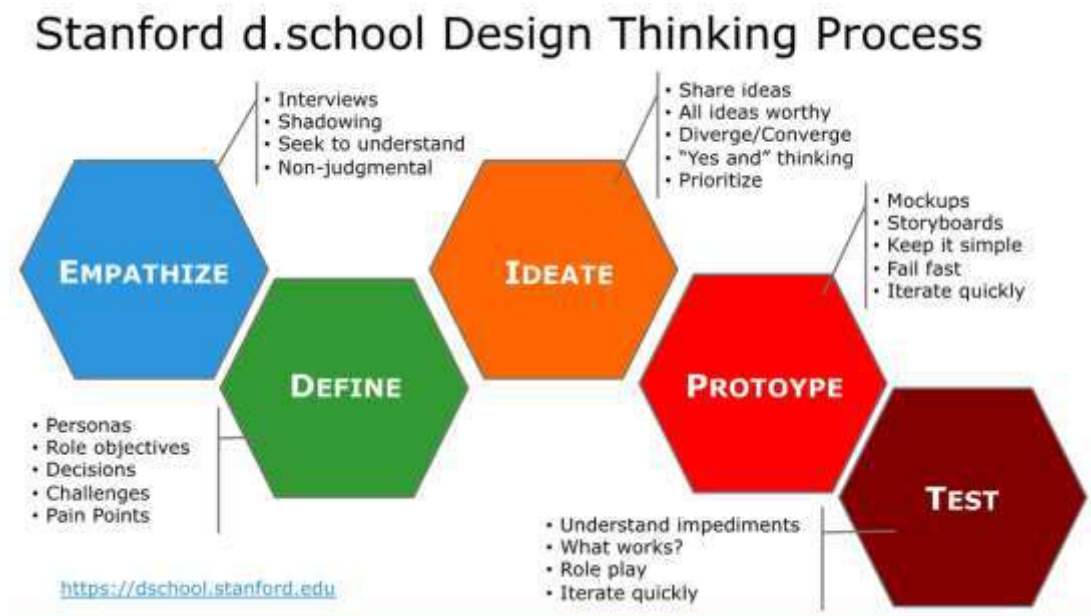 Stanford d.school Design Thinking Process
• Interviews
• Shadowing
• Seek to understand
• Non-judgmental
EMPATHIZE
• Personas
• Role objectives
• Decisions
• Challenges
• Pain Points
DEFINE
• Share ideas
• All ideas worthy
• Diverge/Converge
• "Yes and" thinking
• Prioritize
IDEATE
• Mockups
• Storyboards
• Keep it simple
• Fail fast
• Iterate quickly
PROTOYPE
• Understand impediments
• What works?
• Role play
• Iterate quickly
TEST
https://dschool.stanford.edu